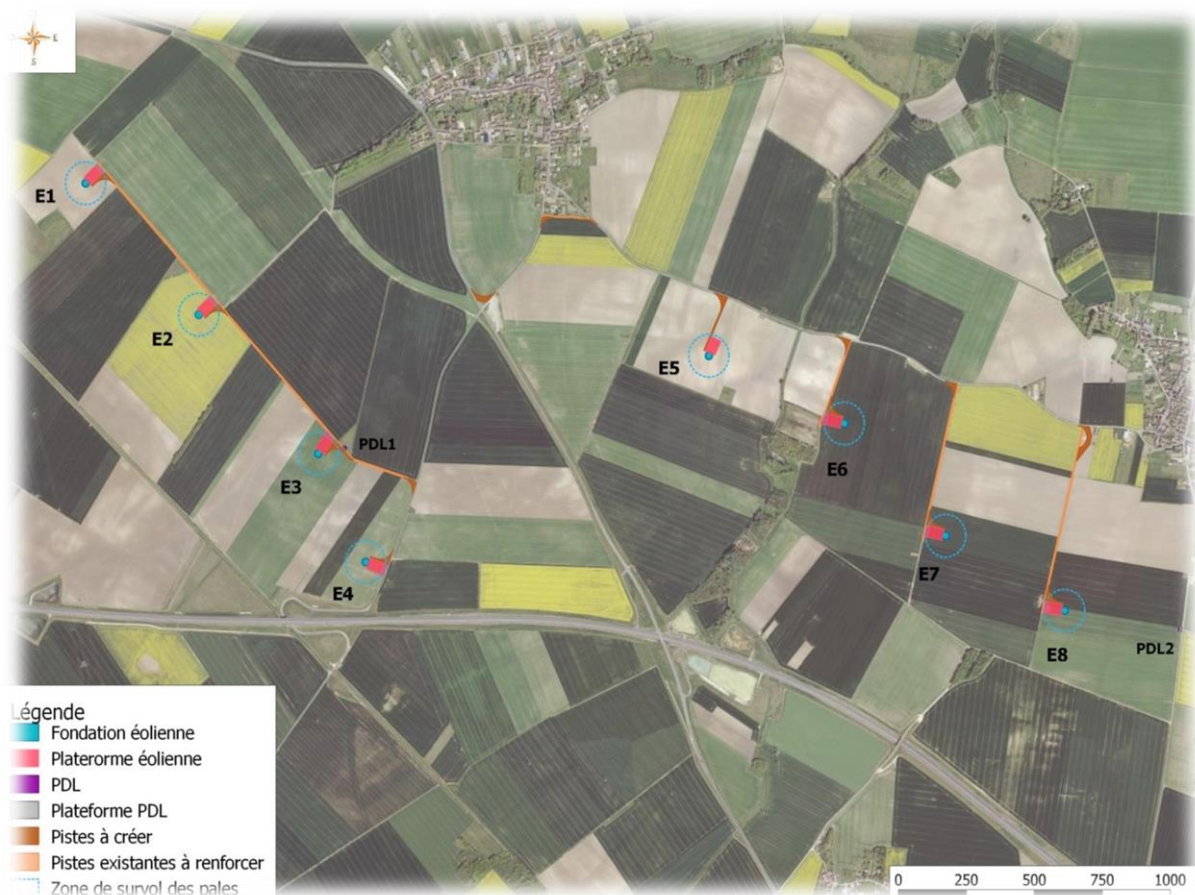 E
S
E1
E2
E5
E6
PDL1
E3
E7
E4
E8
PDL2
Légende
Fondation éolienne
Platerorme éolienne
PDL
Plateforme PDL
Pistes à créer
Pistes existantes à renforcer
Zone de survol des pales
0 250 500 750 1000